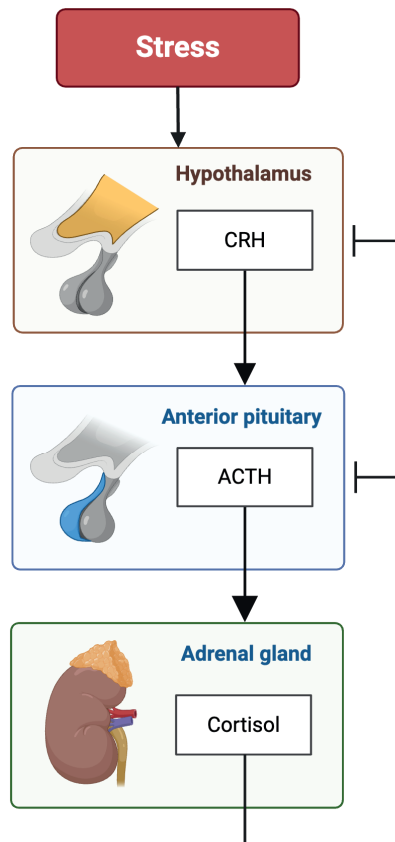 Stress
Hypothalamus
CRH
Anterior pituitary
ACTH
Adrenal gland
Cortisol